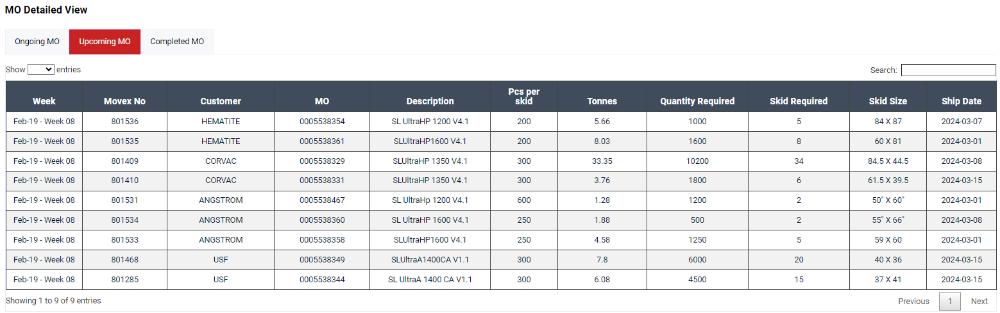 MO Detailed View
Ongoing MO Upcoming MO Completed MO
Show entries Search:
Week Movex No Customer MO Description Pcs per skid Tonnes Quantity Required Skid Required Skid Size Ship Date
Feb-19 - Week 08 801536 HEMATITE 0005538354 SL UltraHP 1200 V4.1 200 5.66 1000 5 84 X 87 2024-03-07
Feb-19 - Week 08 801535 HEMATITE 0005538361 SLUltraHP1600 V4.1 200 8.03 1600 8 60 X 81 2024-03-01
Feb-19 - Week 08 801409 CORVAC 0005538329 SLUltraHP 1350 V4.1 300 33.35 10200 34 84.5 X 44.5 2024-03-08
Feb-19 - Week 08 801410 CORVAC 0005538331 SLUltraHP 1350 V4.1 300 3.76 1800 6 61.5 X 39.5 2024-03-15
Feb-19 - Week 08 801531 ANGSTROM 0005538467 SL UltraHp 1200 V4.1 600 1.28 1200 2 50" X 60" 2024-03-01
Feb-19 - Week 08 801534 ANGSTROM 0005538360 SL UltraHP 1600 V4.1 250 1.88 500 2 55" X 66" 2024-03-08
Feb-19 - Week 08 801533 ANGSTROM 0005538358 SLUltraHP1600 V4.1 250 4.58 1250 5 59 X 60 2024-03-01
Feb-19 - Week 08 801468 USF 0005538349 SLUltraA1400CA V1.1 300 7.8 6000 20 40 X 36 2024-03-15
Feb-19 - Week 08 801285 USF 0005538344 SL UltraA 1400 CA V1.1 300 6.08 4500 15 37 X 41 2024-03-15
Showing 1 to 9 of 9 entries Previous 1 Next